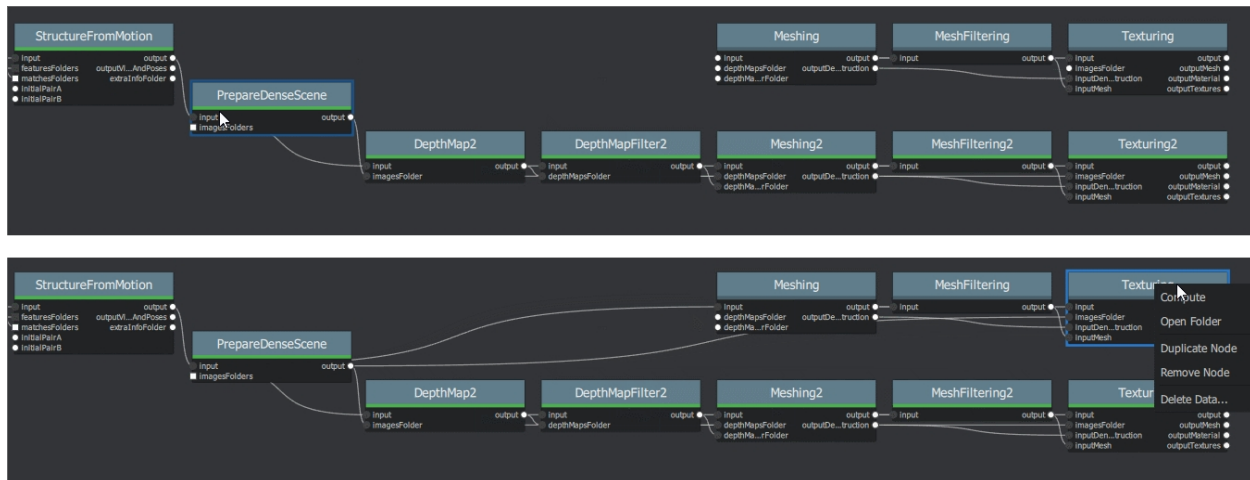 StructureFromMotion
input output
featuresFolders outputVi...AndPoses
matchesFolders extraInfoFolder
initialPairA
initialPairB
PrepareDenseScene
input output
imagesFolders
DepthMap2
input output
imagesFolder
DepthMapFilter2
input output
depthMapsFolder
Meshing
input output
depthMapsFolder outputDe...truction
depthMa...rFolder
MeshFiltering
input output
Texturing
input output
imagesFolder outputMesh
inputDen...truction outputMaterial
inputMesh outputTextures
Meshing2
input output
depthMapsFolder outputDe...truction
depthMa...rFolder
MeshFiltering2
input output
Texturing2
input output
imagesFolder outputMesh
inputDen...truction outputMaterial
inputMesh outputTextures
StructureFromMotion
input output
featuresFolders outputVi...AndPoses
matchesFolders extraInfoFolder
initialPairA
initialPairB
PrepareDenseScene
input output
imagesFolders
DepthMap2
input output
imagesFolder
DepthMapFilter2
input output
depthMapsFolder
Meshing
input output
depthMapsFolder outputDe...truction
depthMa...rFolder
MeshFiltering
input output
input
imagesFolder
inputDen...truction
inputMesh
Compute
Open Folder
Duplicate Node
Remove Node
Delete Data...
Meshing2
input output
depthMapsFolder outputDe...truction
depthMa...rFolder
MeshFiltering2
input output
Textur
input output
imagesFolder outputMesh
inputDen...truction outputMaterial
inputMesh outputTextures